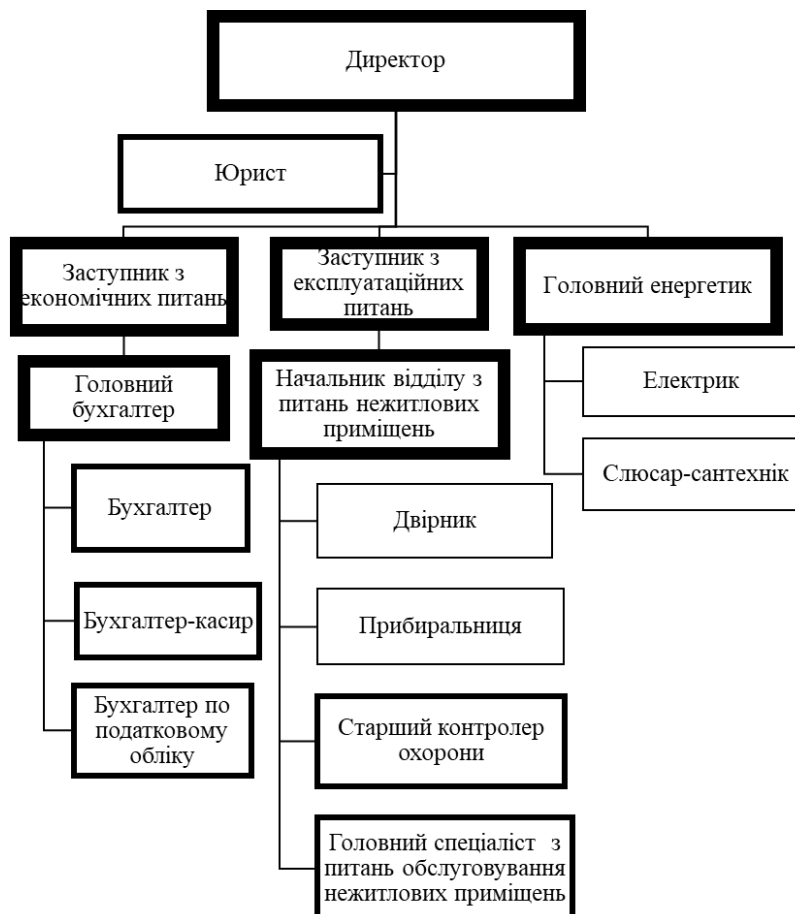 Директор
Юрист
Заступник з
економічних питань
Заступник з
експлуатаційних
питань
Головний енергетик
Головний
бухгалтер
Начальник відділу з
питань нежитлових
приміщень
Електрик
Слюсар-сантехнік
Бухгалтер
Двірник
Бухгалтер-касир
Прибиральниця
Бухгалтер по
податковому
обліку
Старший контролер
охорони
Головний спеціаліст з
питань обслуговування
нежитлових приміщень